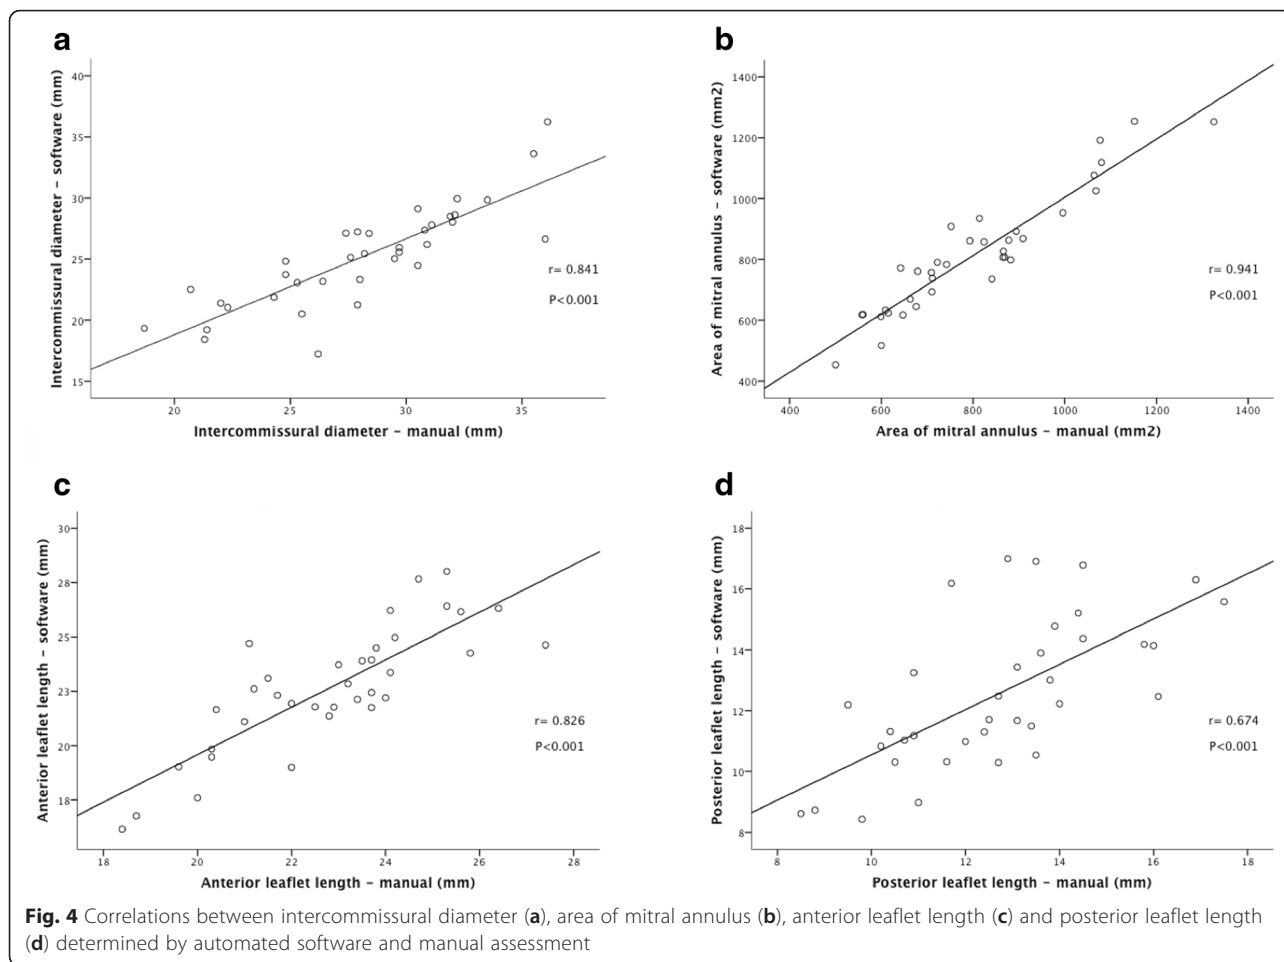 a
Intercommissural diameter – software (mm)
40
35
30
25
20
15
r= 0.841
P<0.001
20 25 30 35
Intercommissural diameter – manual (mm)
b
Area of mitral annulus – software (mm2)
1400
1200
1000
800
600
400
r= 0.941
P<0.001
400 600 800 1000 1200 1400
Area of mitral annulus – manual (mm2)
c
Anterior leaflet length – software (mm)
30
28
25
23
20
18
r= 0.826
P<0.001
18 20 22 24 26 28
Anterior leaflet length – manual (mm)
d
Posterior leaflet length – software (mm)
18
16
14
12
10
8
r= 0.674
P<0.001
8 10 12 14 16 18
Posterior leaflet length – manual (mm)
Fig. 4 Correlations between intercommissural diameter (a), area of mitral annulus (b), anterior leaflet length (c) and posterior leaflet length
(d) determined by automated software and manual assessment